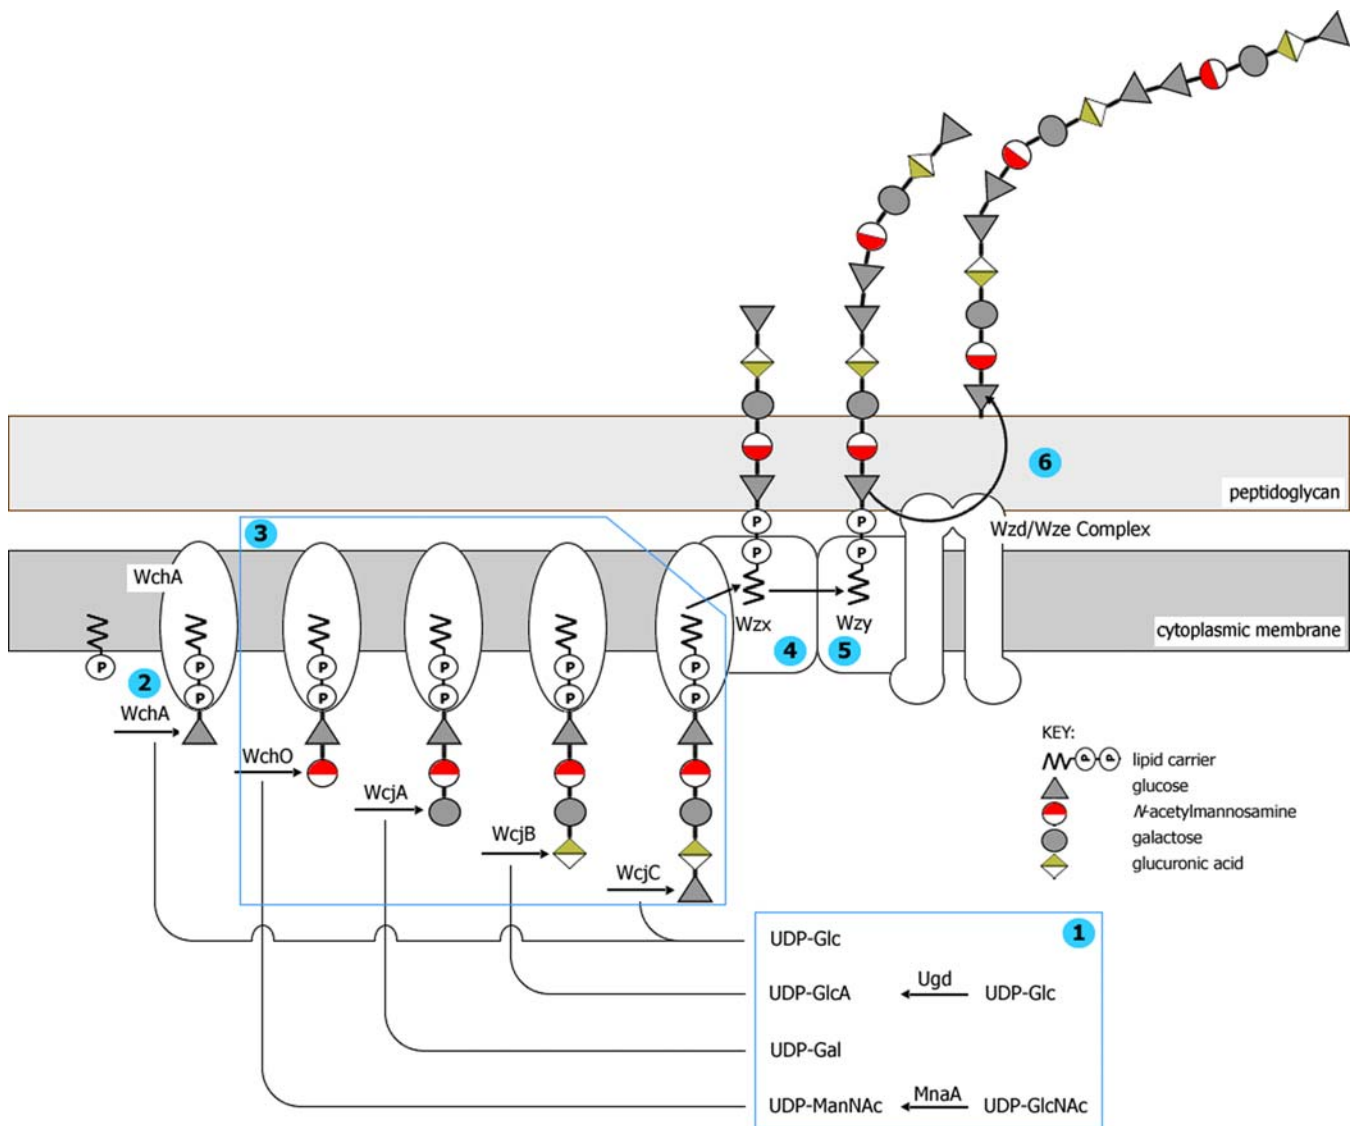 6
peptidoglycan
Wzd/Wze Complex
3
P
P
P
P
WchA
cytoplasmic membrane
Wzx
Wzy
4
5
P
2
P P P P P
P P P P P
WchA
KEY:
P P lipid carrier
glucose
WchO
N-acetylmannosamine
WcjA
galactose
WcjB
glucuronic acid
WcjC
1
UDP-Glc
UDP-GlcA Ugd UDP-Glc
UDP-Gal
UDP-ManNAc MnaA UDP-GlcNAc